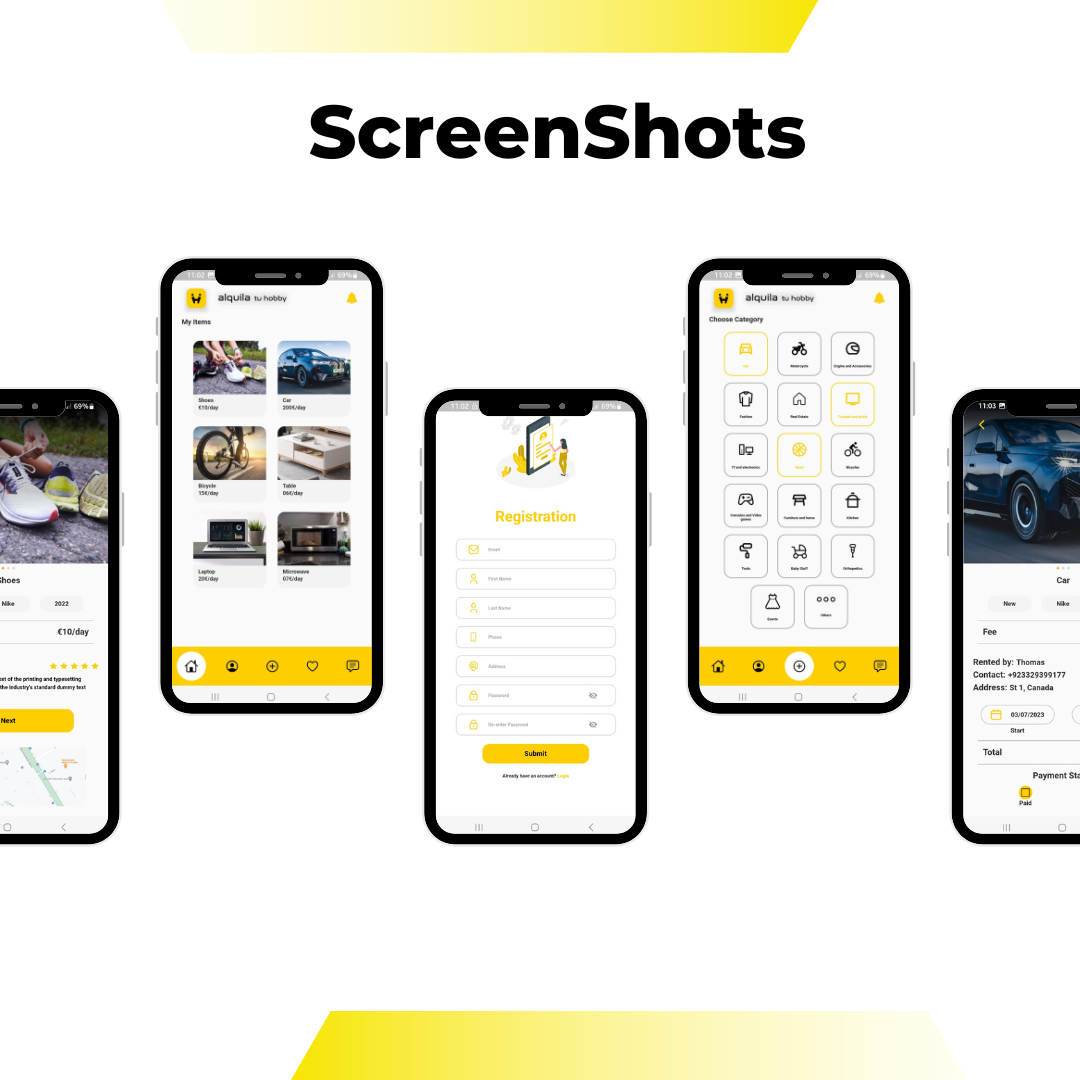 ScreenShots
Shoes
Nike
2022
€10/day
text of the printing and typesetting
the industry's standard dummy text
Next
11:02
69%
alquila tu hobby
My Items
Shoes
€10/day
Car
200€/day
Bicycle
15€/day
Table
06€/day
Laptop
20€/day
Microwave
07€/day
11:02
69%
Registration
Email
First Name
Last Name
Phone
Address
Password
Re-enter Password
Submit
Already have an account? Login
11:02
69%
alquila tu hobby
Choose Category
Car
Motorcycle
Engine and Accessories
Fashion
Real Estate
IT and electronics
Sport
Bicycles
Consoles and Video
games
Furniture and home
Kitchen
Tools
Baby Stuff
Orthopedics
Events
Others
11:03
Car
New
Nike
Fee
Rented by: Thomas
Contact: +923329399177
Address: St 1, Canada
03/07/2023
Start
Total
Payment Sta
Paid